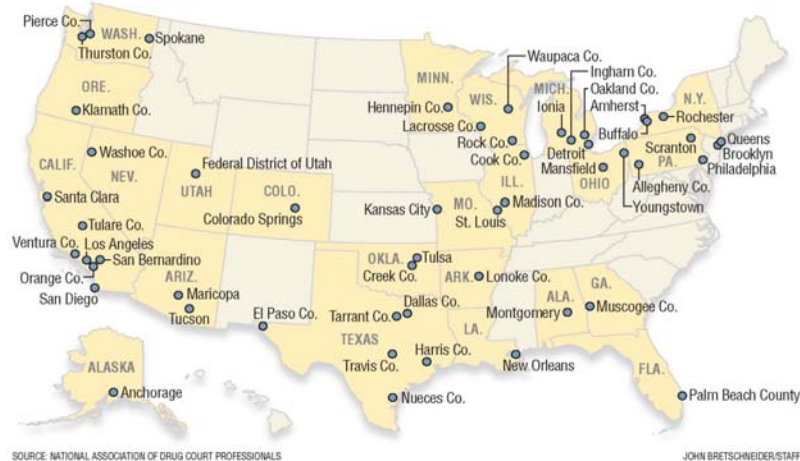 Pierce Co.
WASH.
Spokane
Thurston Co.
ORE.
Klamath Co.
CALIF.
Washoe Co.
NEV.
Santa Clara
Tulare Co.
Ventura Co.
Los Angeles
San Bernardino
Orange Co.
San Diego
Federal District of Utah
UTAH
COLO.
Colorado Springs
ARIZ.
Maricopa
Tucson
El Paso Co.
ALASKA
Anchorage
MINN.
Hennepin Co.
WIS.
Waupaca Co.
Lacrosse Co.
Rock Co.
Cook Co.
ILL.
Madison Co.
MO.
Kansas City
St. Louis
MICH.
Ionia
Ingham Co.
Oakland Co.
Amherst
Buffalo
Detroit
Mansfield
OHIO
N.Y.
Rochester
Queens
Brooklyn
Scranton
PA.
Philadelphia
Allegheny Co.
Youngstown
OKLA.
Tulsa
Creek Co.
ARK.
Lonoke Co.
Dallas Co.
Tarrant Co.
TEXAS
Travis Co.
Harris Co.
Nueces Co.
LA.
New Orleans
ALA.
Montgomery
GA.
Muscogee Co.
FLA.
Palm Beach County
SOURCE: NATIONAL ASSOCIATION OF DRUG COURT PROFESSIONALS
JOHN BRETSCHNEIDER/STAFF